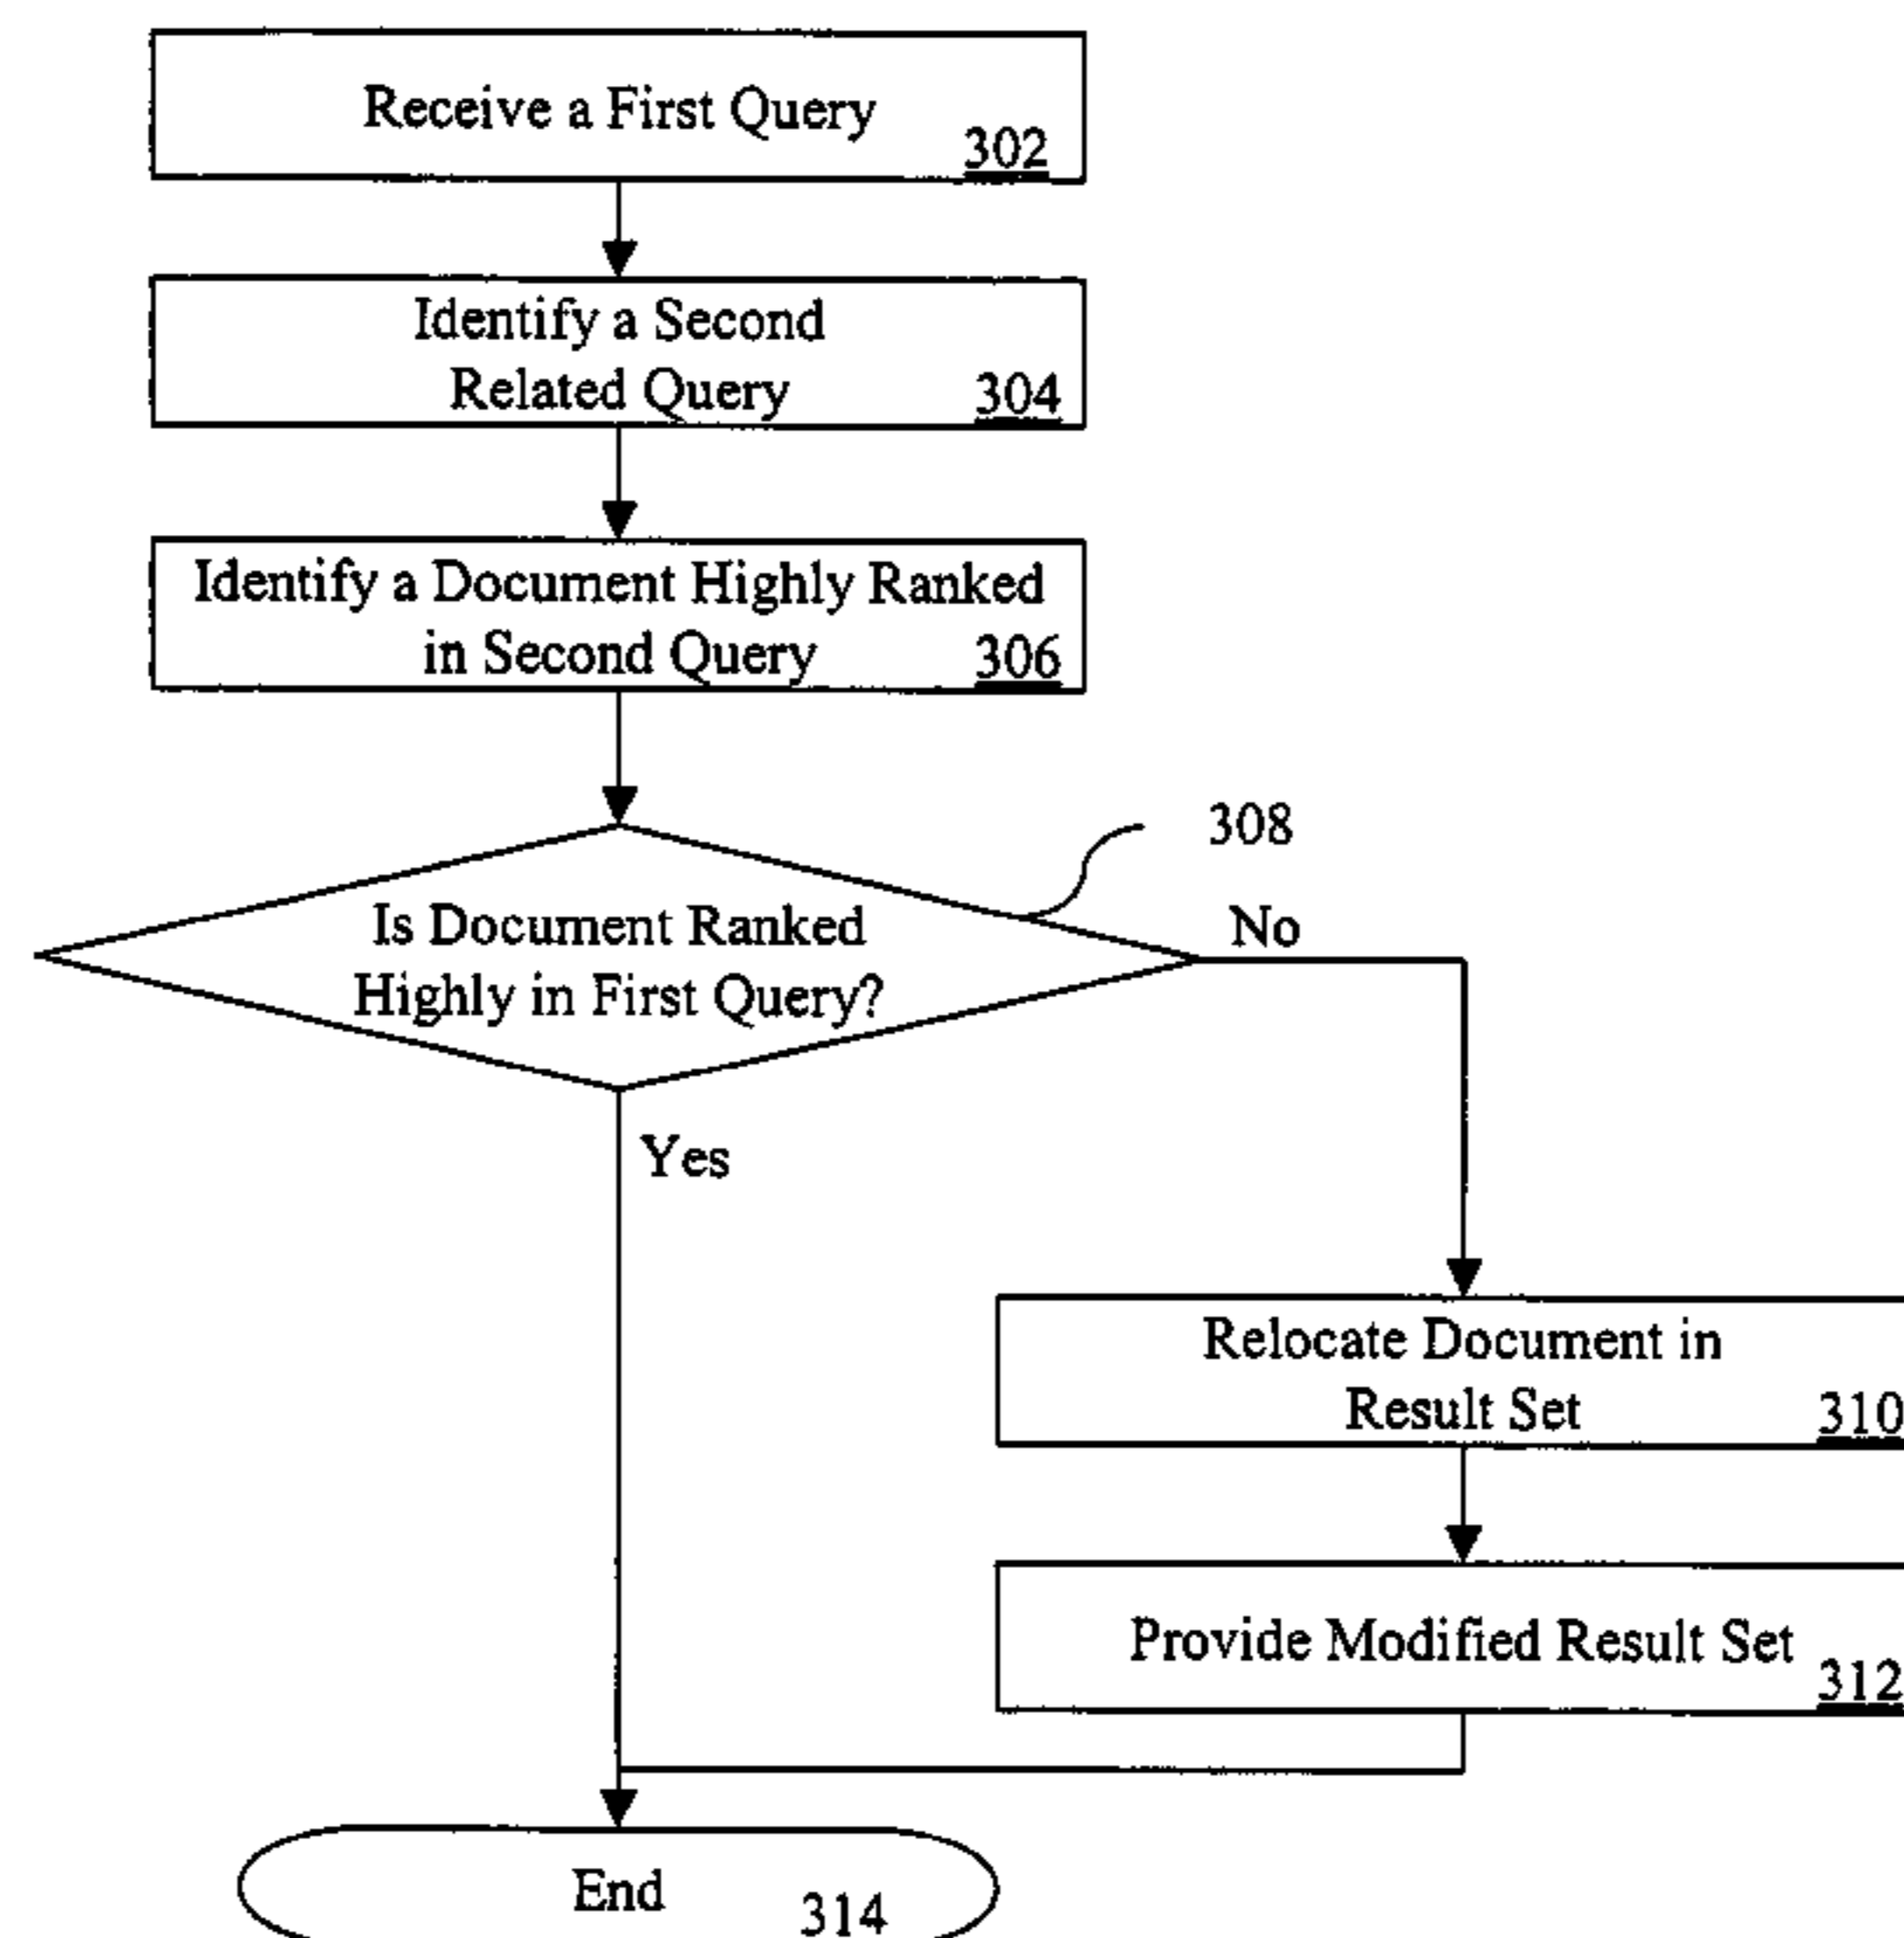 Receive a First Query
302
Identify a Second
Related Query
304
Identify a Document Highly Ranked
in Second Query
306
308
Is Document Ranked
Highly in First Query?
No
Yes
Relocate Document in
Result Set
310
Provide Modified Result Set
312
End
314